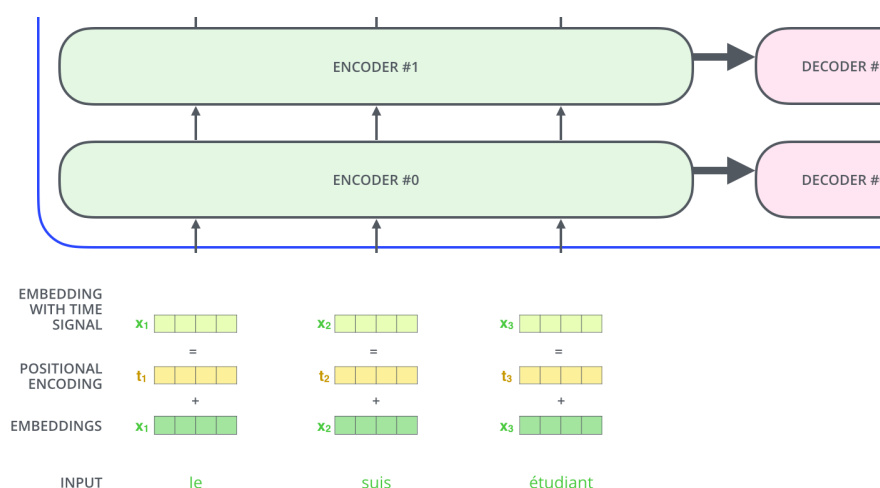 ENCODER #1
DECODER #
ENCODER #0
DECODER #
EMBEDDING
WITH TIME
SIGNAL
x1 x2 x3
= = =
POSITIONAL
ENCODING
t1 t2 t3
+ + +
EMBEDDINGS x1 x2 x3
INPUT le suis étudiant